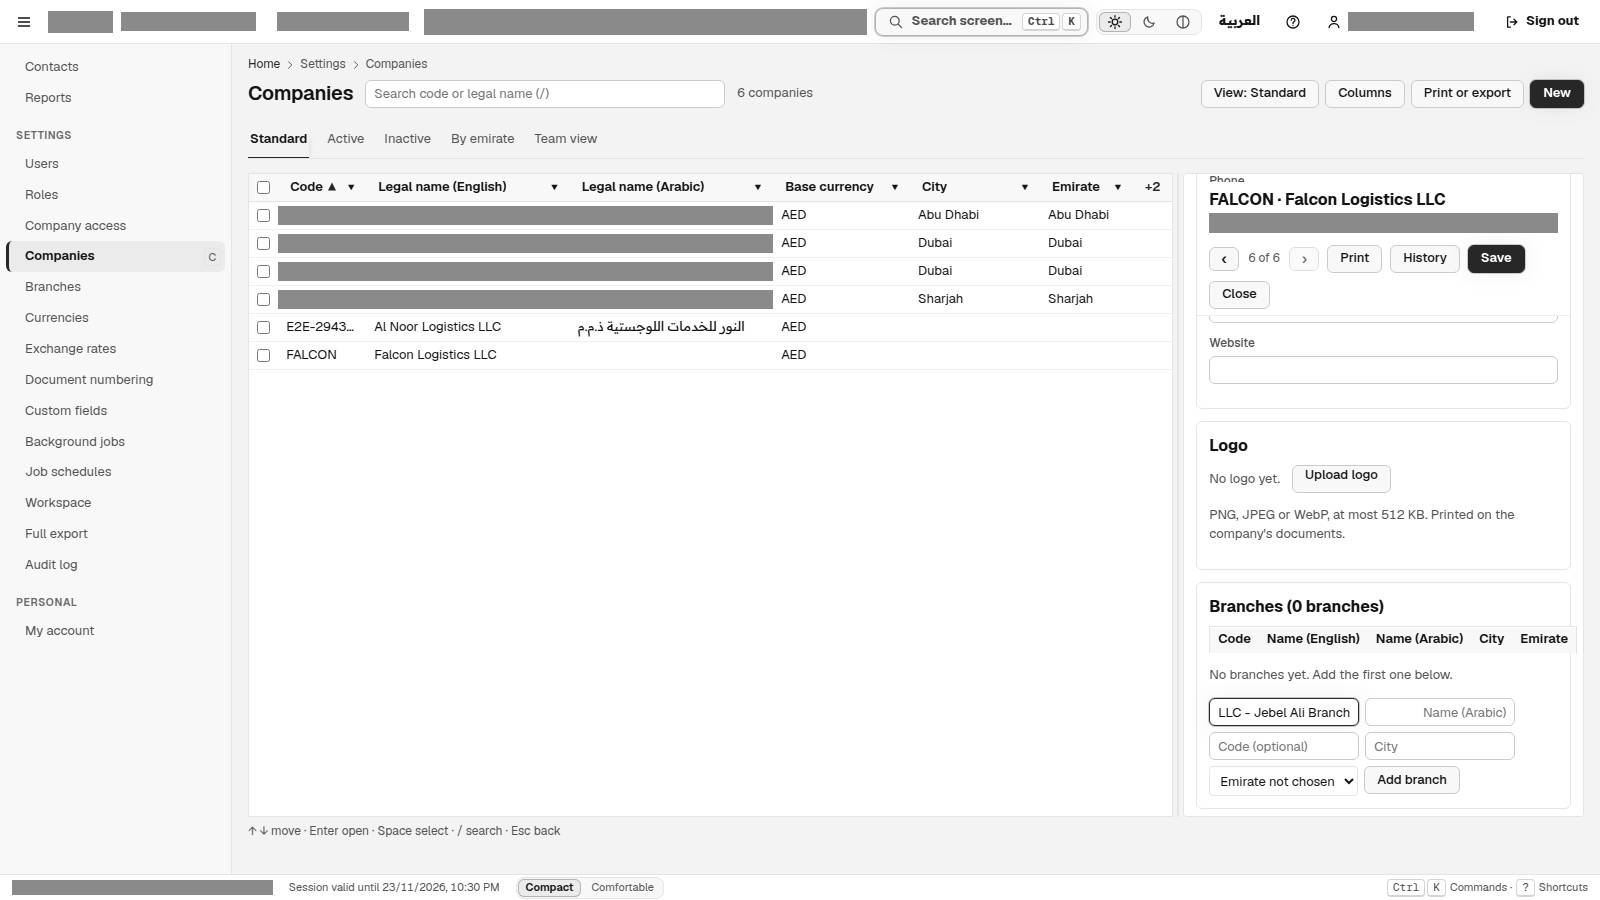 Search screen... Ctrl K
العربية
Sign out
Contacts
Reports
SETTINGS
Users
Roles
Company access
Companies C
Branches
Currencies
Exchange rates
Document numbering
Custom fields
Background jobs
Job schedules
Workspace
Full export
Audit log
PERSONAL
My account
Home > Settings > Companies
Companies
Search code or legal name (/)
6 companies
View: Standard
Columns
Print or export
New
Standard Active Inactive By emirate Team view
Code ▲ ▼ Legal name (English) ▼ Legal name (Arabic) ▼ Base currency ▼ City ▼ Emirate ▼ +2
AED Abu Dhabi Abu Dhabi
AED Dubai Dubai
AED Dubai Dubai
AED Sharjah Sharjah
E2E-2943... Al Noor Logistics LLC النور للخدمات اللوجستية ذ.م.م AED
FALCON Falcon Logistics LLC AED
↑ ↓ move · Enter open · Space select · / search · Esc back
Phone
FALCON · Falcon Logistics LLC
‹ 6 of 6 › Print History Save
Close
Website
Logo
No logo yet. Upload logo
PNG, JPEG or WebP, at most 512 KB. Printed on the
company's documents.
Branches (0 branches)
Code Name (English) Name (Arabic) City Emirate
No branches yet. Add the first one below.
LLC - Jebel Ali Branch Name (Arabic)
Code (optional) City
Emirate not chosen Add branch
Session valid until 23/11/2026, 10:30 PM Compact Comfortable
Ctrl K Commands · ? Shortcuts